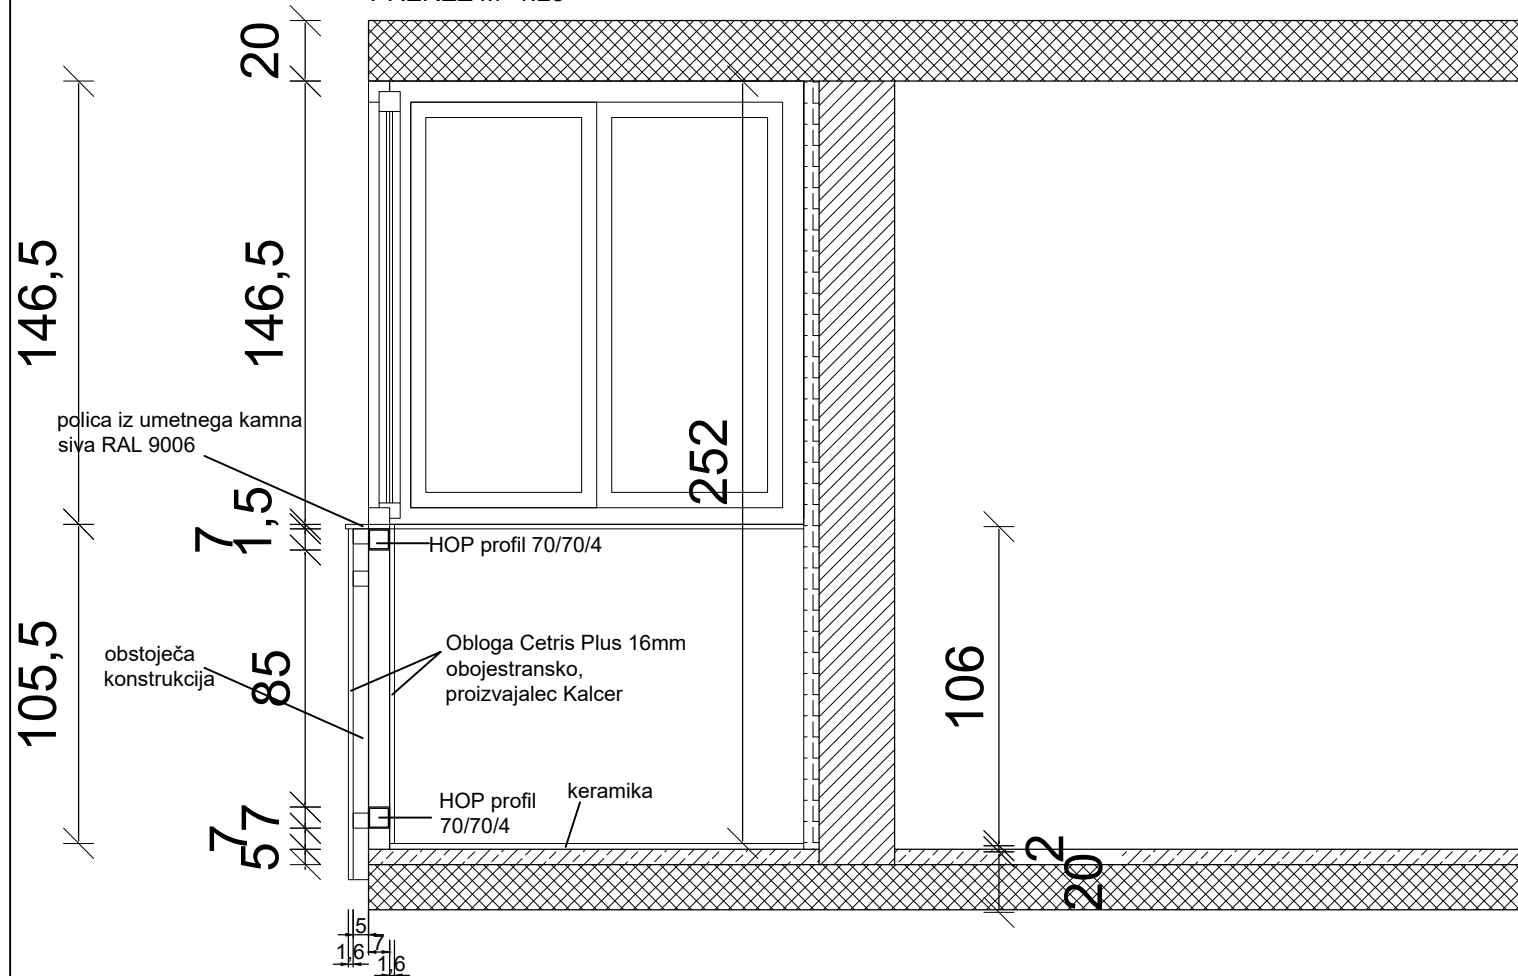 20
146,5
146,5
polica iz umetnega kamna
siva RAL 9006
252
1,5
7
HOP profil 70/70/4
105,5
obstoječa
konstrukcija
85
Obloga Cetris Plus 16mm
obojestransko,
proizvajalec Kalcer
106
HOP profil
70/70/4
keramika
7
7
5
2
20
5
7
1,6
1,6